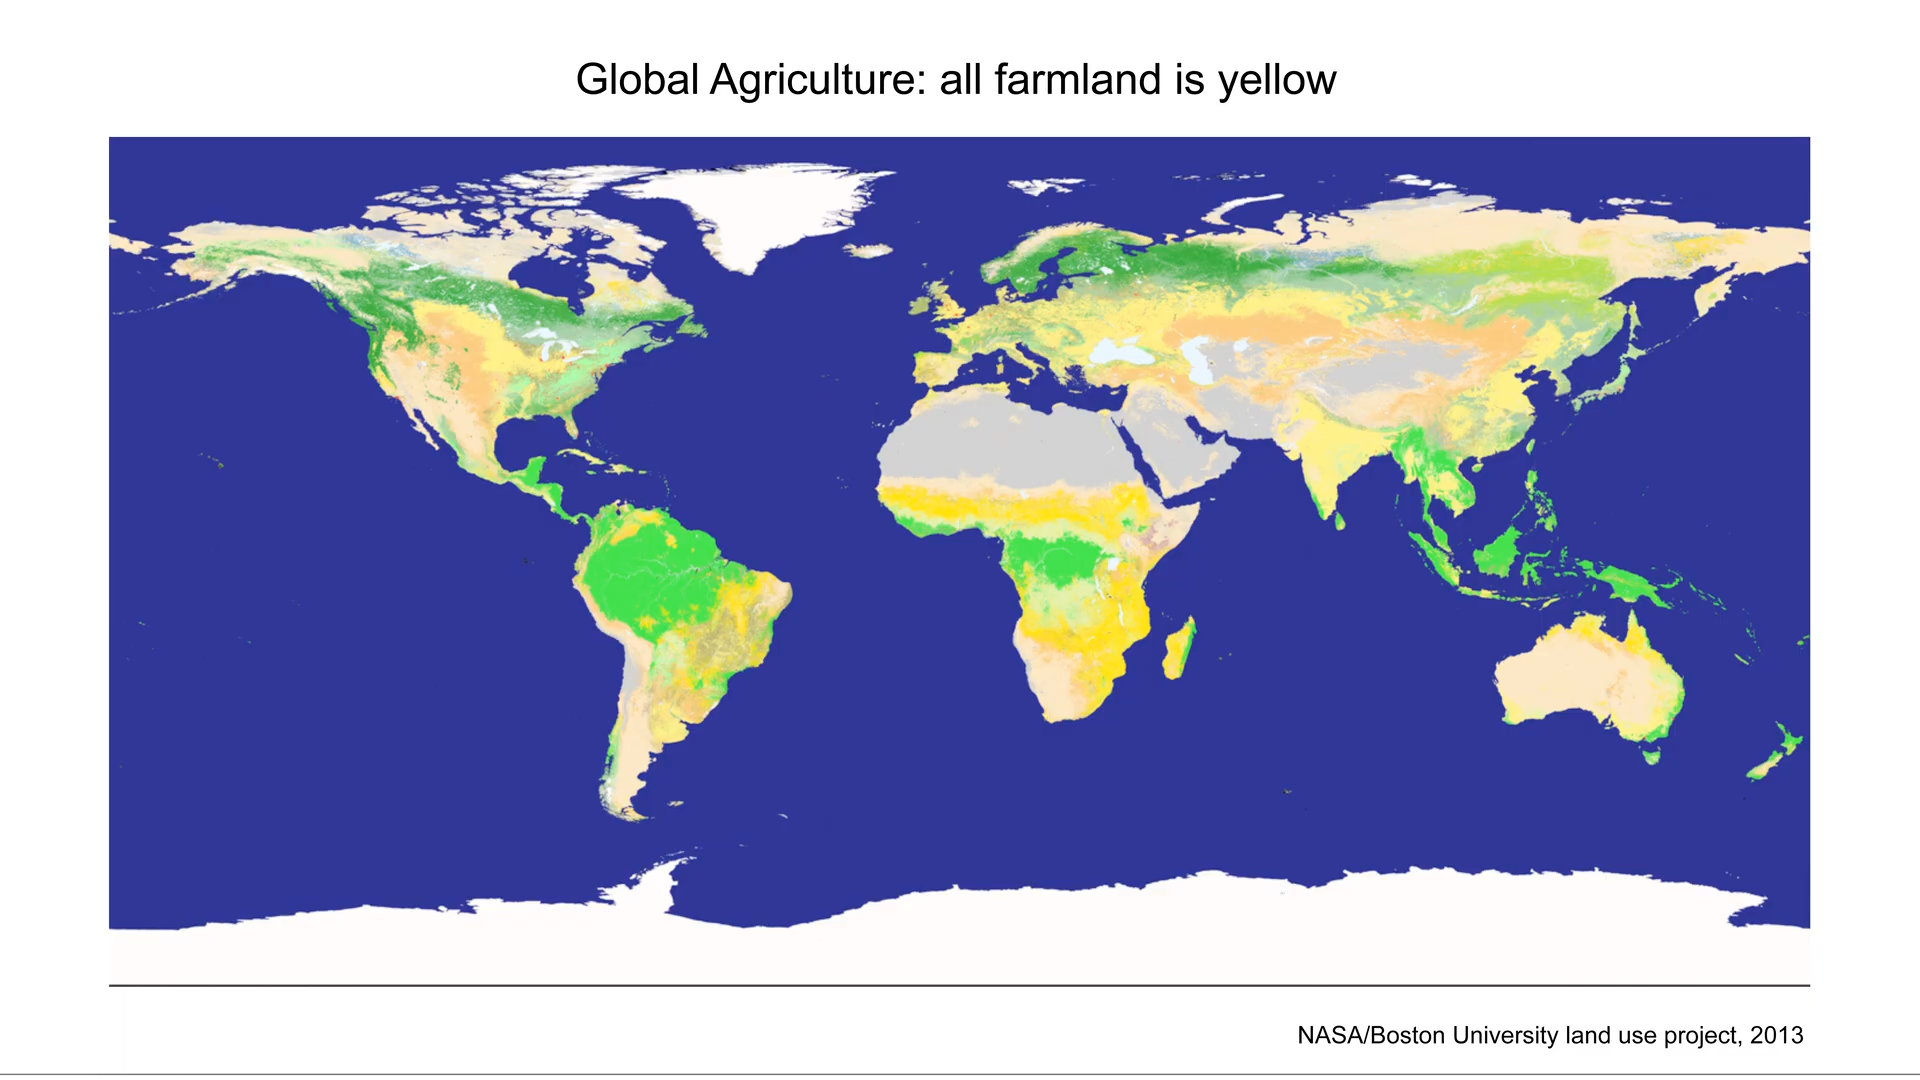 Global Agriculture: all farmland is yellow
NASA/Boston University land use project, 2013